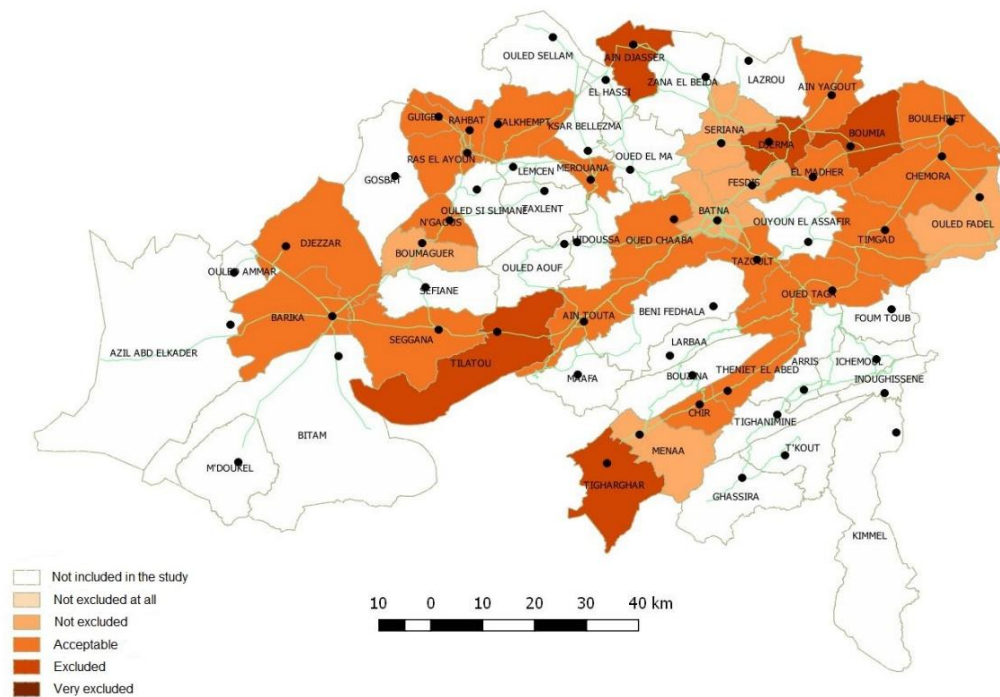 OULED SELLAM
AIN DJASSER
ZANA EL BEIDA
LAZROU
EL HASSI
AIN YAGOUT
GUIGBA
RAHBAT
TALKHEMPT
KSAR BELLEZMA
SERIANA
DJERMA
BOUMIA
BOULEHILET
RAS EL AYOUN
OUED EL MA
LEMCEN
MEROUANA
EL MADHER
CHEMORA
GOSBAT
FESDIS
OULED SI SLIMANE
TAXLENT
BATNA
OUYOUN EL ASSAFIR
OULED FADEL
N'GAOUS
DJEZZAR
BOUMAGUER
HIDOUSSA
OUED CHAABA
TIMGAD
OULED AOUF
TAZOULT
OULED AMMAR
SEFIANE
OUED TAGA
BARIKA
AIN TOUTA
BENI FEDHALA
FOUM TOUB
SEGGANA
LARBAA
AZIL ABD ELKADER
TILATOU
ARRIS
ICHEMOUL
THENIET EL ABED
MAAFA
BOUZINA
INOUGHISSENE
CHIR
TIGHANIMINE
BITAM
MENAA
T'KOUT
M'DOUKEL
TIGHARGHAR
GHASSIRA
KIMMEL
Not included in the study
Not excluded at all
Not excluded
Acceptable
Excluded
Very excluded
10 0 10 20 30 40 km